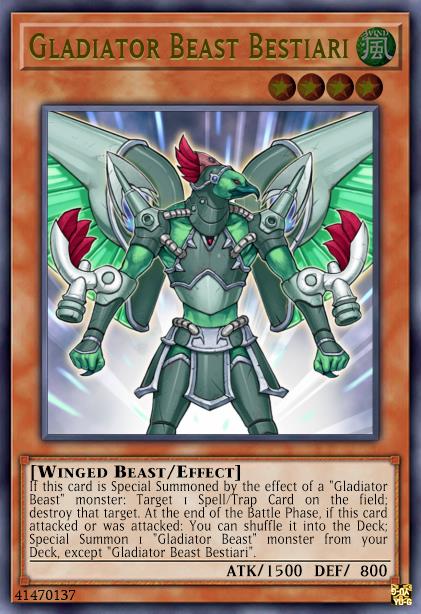 GLADIATOR BEAST BESTIARI
WIND
風
[WINGED BEAST/EFFECT]
If this card is Special Summoned by the effect of a "Gladiator
Beast" monster: Target 1 Spell/Trap Card on the field;
destroy that target. At the end of the Battle Phase, if this card
attacked or was attacked: You can shuffle it into the Deck;
Special Summon 1 "Gladiator Beast" monster from your
Deck, except "Gladiator Beast Bestiari".
ATK/1500 DEF/ 800
41470137